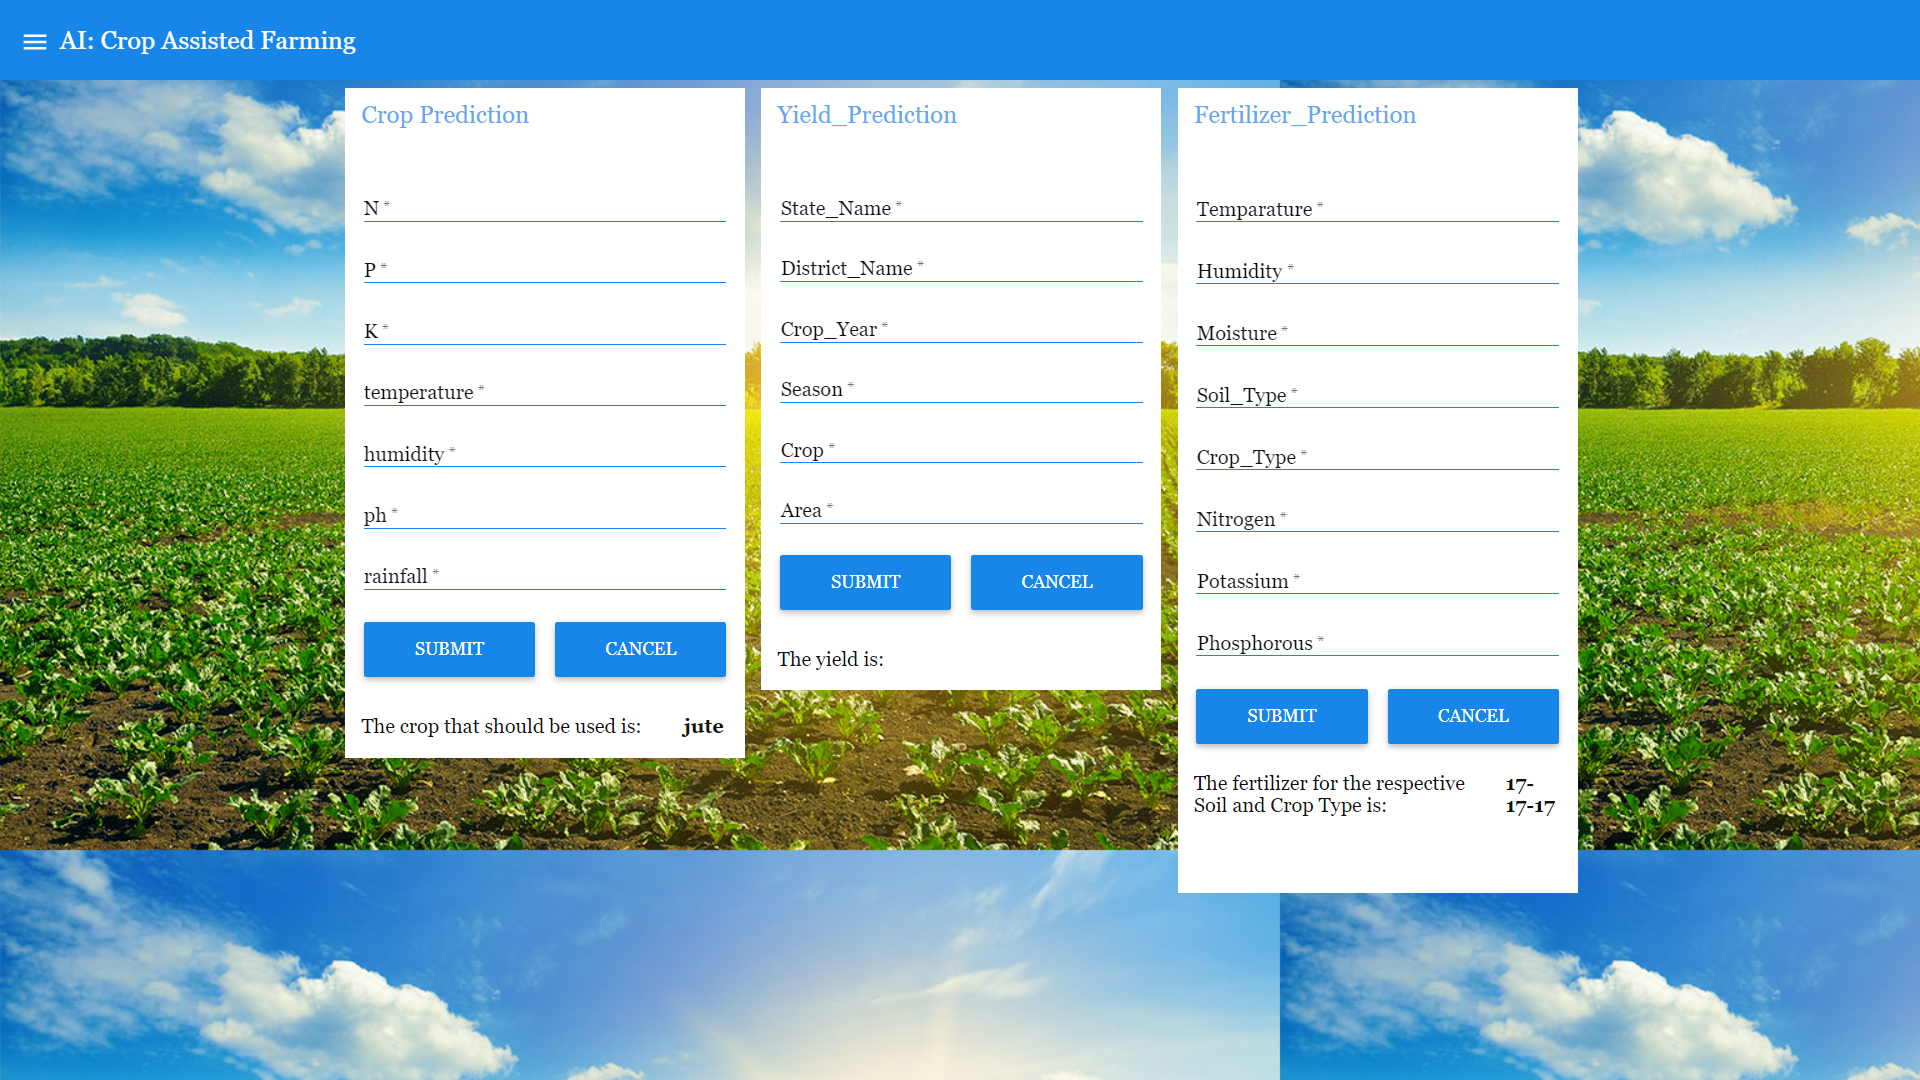 AI: Crop Assisted Farming
Crop Prediction
N *
P *
K *
temperature *
humidity *
ph *
rainfall *
SUBMIT CANCEL
The crop that should be used is: jute
Yield_Prediction
State_Name *
District_Name *
Crop_Year *
Season *
Crop *
Area *
SUBMIT CANCEL
The yield is:
Fertilizer_Prediction
Temparature *
Humidity *
Moisture *
Soil_Type *
Crop_Type *
Nitrogen *
Potassium *
Phosphorous *
SUBMIT CANCEL
The fertilizer for the respective 17-
Soil and Crop Type is: 17-17